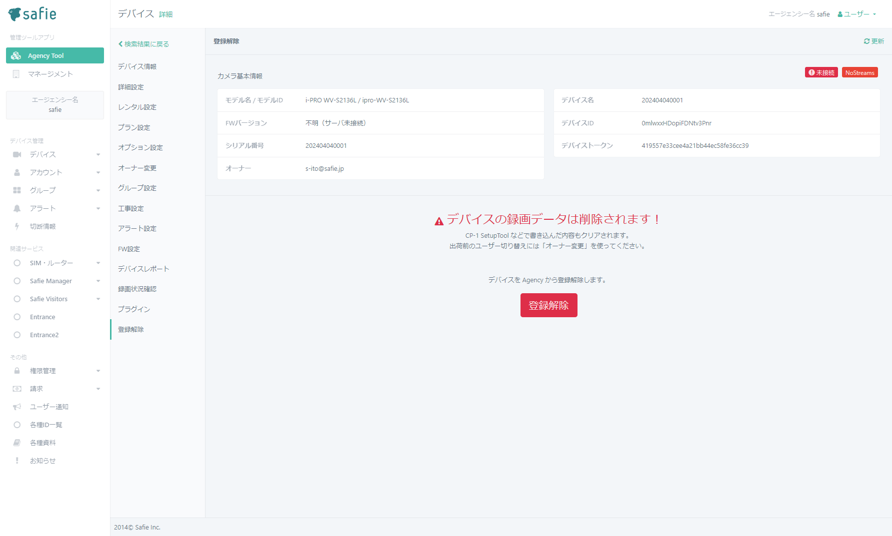 safie
デバイス 詳細
エージェンシー名 safie
ユーザー
管理ツールアプリ
Agency Tool
マネージメント
エージェンシー名
safie
デバイス管理
デバイス
アカウント
グループ
アラート
切断情報
関連サービス
SIM・ルーター
Safie Manager
Safie Visitors
Entrance
Entrance2
その他
権限管理
請求
ユーザー通知
各種ID一覧
各種資料
お知らせ
検索結果に戻る
デバイス情報
詳細設定
レンタル設定
プラン設定
オプション設定
オーナー変更
グループ設定
工事設定
アラート設定
FW設定
デバイスレポート
録画状況確認
プラグイン
登録解除
登録解除
更新
カメラ基本情報
未接続
NoStreams
モデル名 / モデルID i-PRO WV-S2136L / ipro-WV-S2136L
FWバージョン 不明（サーバ未接続）
シリアル番号 202404040001
オーナー s-ito@safie.jp
デバイス名 202404040001
デバイスID
デバイストークン 419557e33cee4a21bb44ec58fe36cc39
デバイスの録画データは削除されます！
CP-1 SetupTool などで書き込んだ内容もクリアされます。
出荷前のユーザー切り替えには「オーナー変更」を使ってください。
デバイスを Agency から登録解除します。
登録解除
2014© Safie Inc.